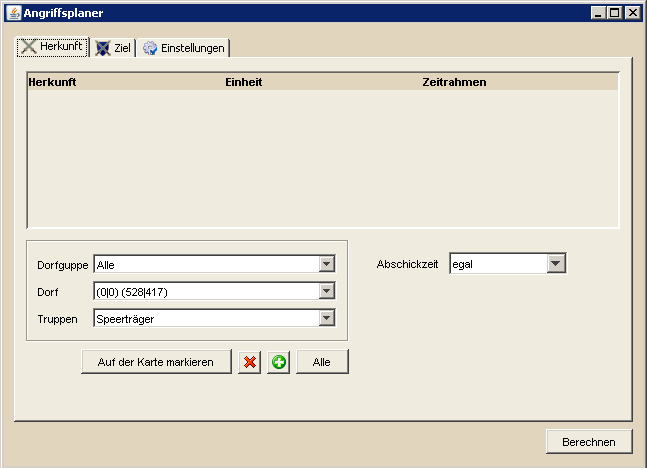 Angriffsplaner
Herkunft Ziel Einstellungen
Herkunft Einheit Zeitrahmen
Dorfguppe Alle
Abschickzeit egal
Dorf (0|0) (528|417)
Truppen Speerträger
Auf der Karte markieren Alle
Berechnen